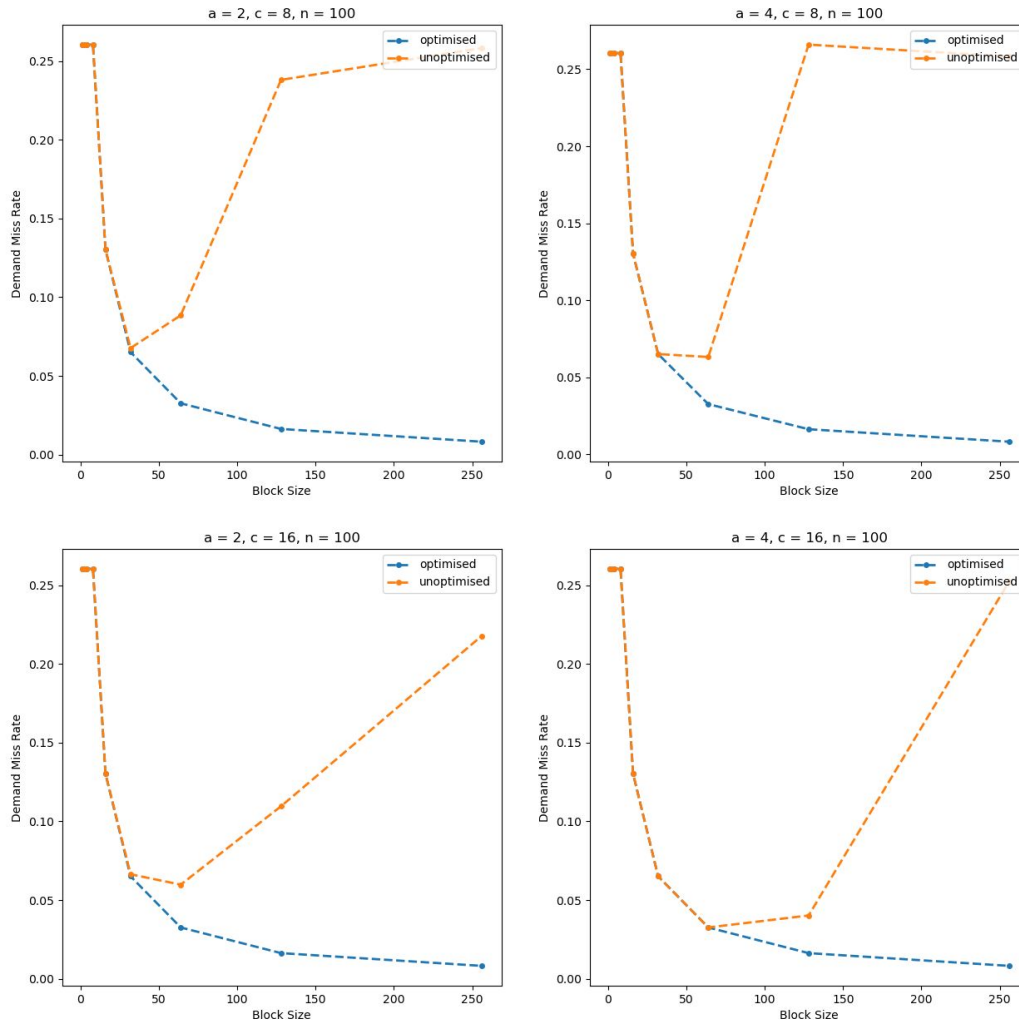 a = 2, c = 8, n = 100
optimised
unoptimised
0.25
0.20
0.15
0.10
0.05
0.00
Demand Miss Rate
0 50 100 150 200 250
Block Size
a = 4, c = 8, n = 100
optimised
unoptimised
0.25
0.20
0.15
0.10
0.05
0.00
Demand Miss Rate
0 50 100 150 200 250
Block Size
a = 2, c = 16, n = 100
optimised
unoptimised
0.25
0.20
0.15
0.10
0.05
0.00
Demand Miss Rate
0 50 100 150 200 250
Block Size
a = 4, c = 16, n = 100
optimised
unoptimised
0.25
0.20
0.15
0.10
0.05
0.00
Demand Miss Rate
0 50 100 150 200 250
Block Size